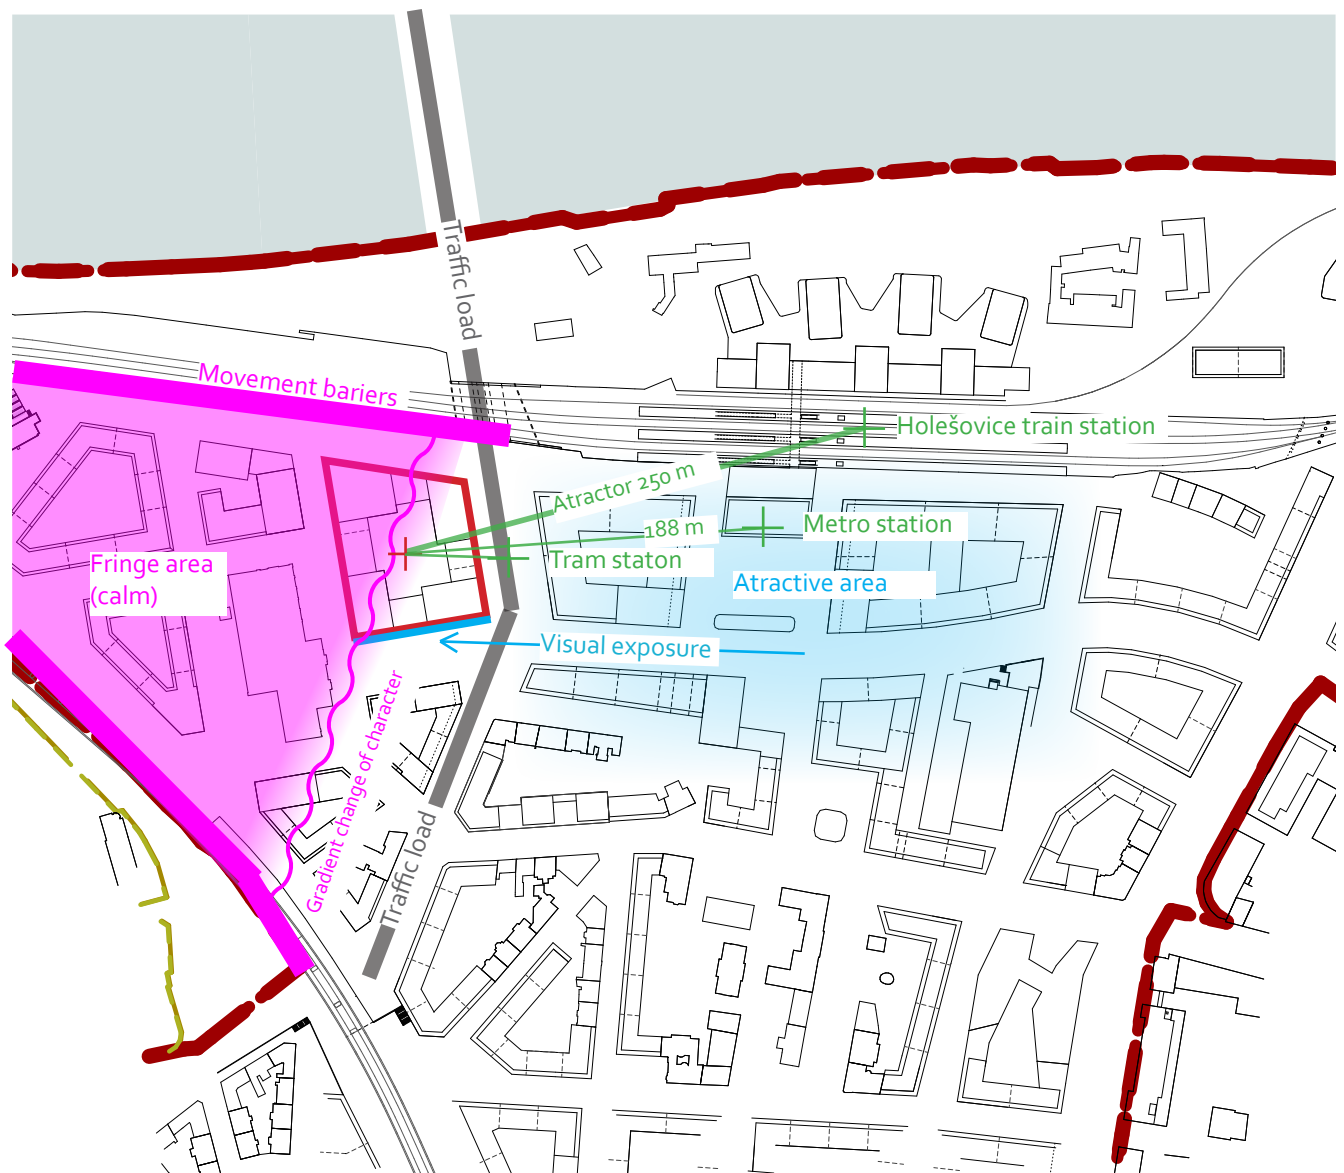 Traffic load
Movement bariers
Holešovice train station
Atractor 250 m
188 m
Metro station
Tram staton
Fringe area
(calm)
Atractive area
Visual exposure
Gradient change of character
Traffic load